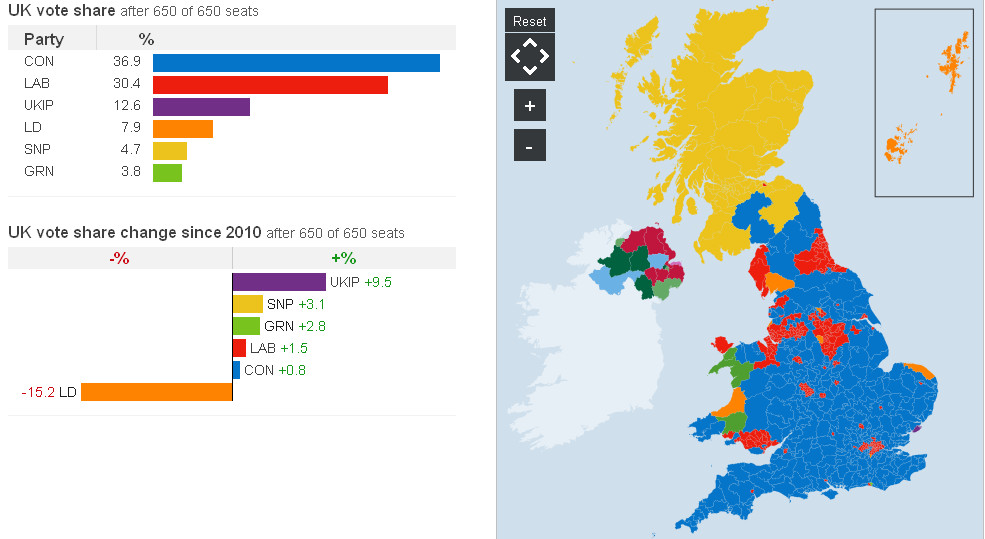 UK vote share after 650 of 650 seats
Party %
CON 36.9
LAB 30.4
UKIP 12.6
LD 7.9
SNP 4.7
GRN 3.8
UK vote share change since 2010 after 650 of 650 seats
-% +%
UKIP +9.5
SNP +3.1
GRN +2.8
LAB +1.5
CON +0.8
-15.2 LD
Reset
+
-